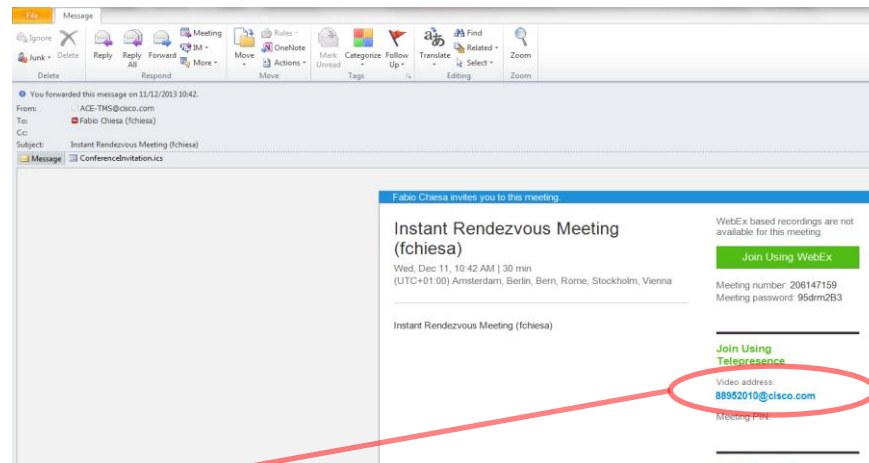 File Message
Ignore
Junk Delete
Delete
Reply Reply All Forward
Meeting
IM
More
Respond
Move
Rules
OneNote
Actions
Move
Mark Unread Categorize Follow Up
Tags
Translate
Find
Related
Select
Editing
Zoom
Zoom
You forwarded this message on 11/12/2013 10:42.
From: ACE-TMS@cisco.com
To: Fabio Chiesa (fchiesa)
Cc:
Subject: Instant Rendezvous Meeting (fchiesa)
Message ConferenceInvitation.ics
Fabio Chiesa invites you to this meeting.
Instant Rendezvous Meeting
(fchiesa)
Wed, Dec 11, 10:42 AM | 30 min
(UTC+01:00) Amsterdam, Berlin, Bern, Rome, Stockholm, Vienna
Instant Rendezvous Meeting (fchiesa)
WebEx based recordings are not
available for this meeting.
Join Using WebEx
Meeting number: 206147159
Meeting password: 95drm2B3
Join Using
Telepresence
Video address:
88952010@cisco.com
Meeting PIN: